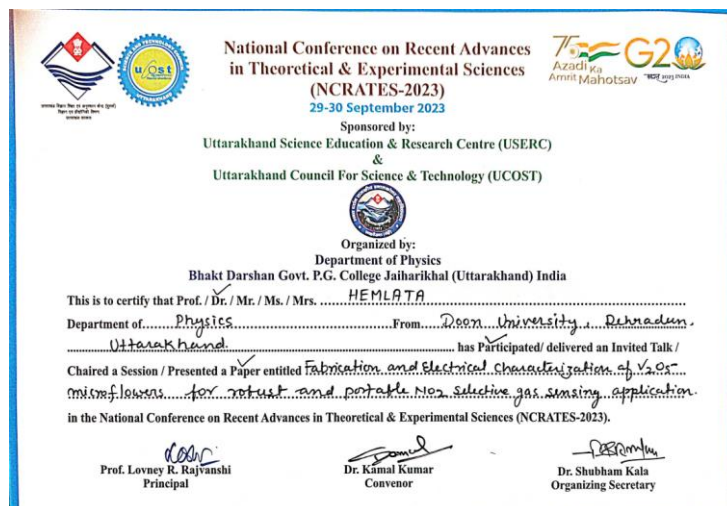 National Conference on Recent Advances
in Theoretical & Experimental Sciences
(NCRATES-2023)
29-30 September 2023
75
Azadi Ka
Amrit Mahotsav
G20
ucost
Sponsored by:
Uttarakhand Science Education & Research Centre (USERC)
&
Uttarakhand Council For Science & Technology (UCOST)
Organized by:
Department of Physics
Bhakt Darshan Govt. P.G. College Jaiharikhal (Uttarakhand) India
This is to certify that Prof. / Dr. / Mr. / Ms. / Mrs. HEMLATA
Department of Physics From Doon University, Dehradun,
Uttarakhand. has Participated/ delivered an Invited Talk /
Chaired a Session / Presented a Paper entitled Fabrication and Electrical Characterization of V2O5-
microflowers for robust and portable NO2 selective gas sensing application.
in the National Conference on Recent Advances in Theoretical & Experimental Sciences (NCRATES-2023).
Prof. Lovney R. Rajvanshi
Principal
Dr. Kamal Kumar
Convenor
Dr. Shubham Kala
Organizing Secretary